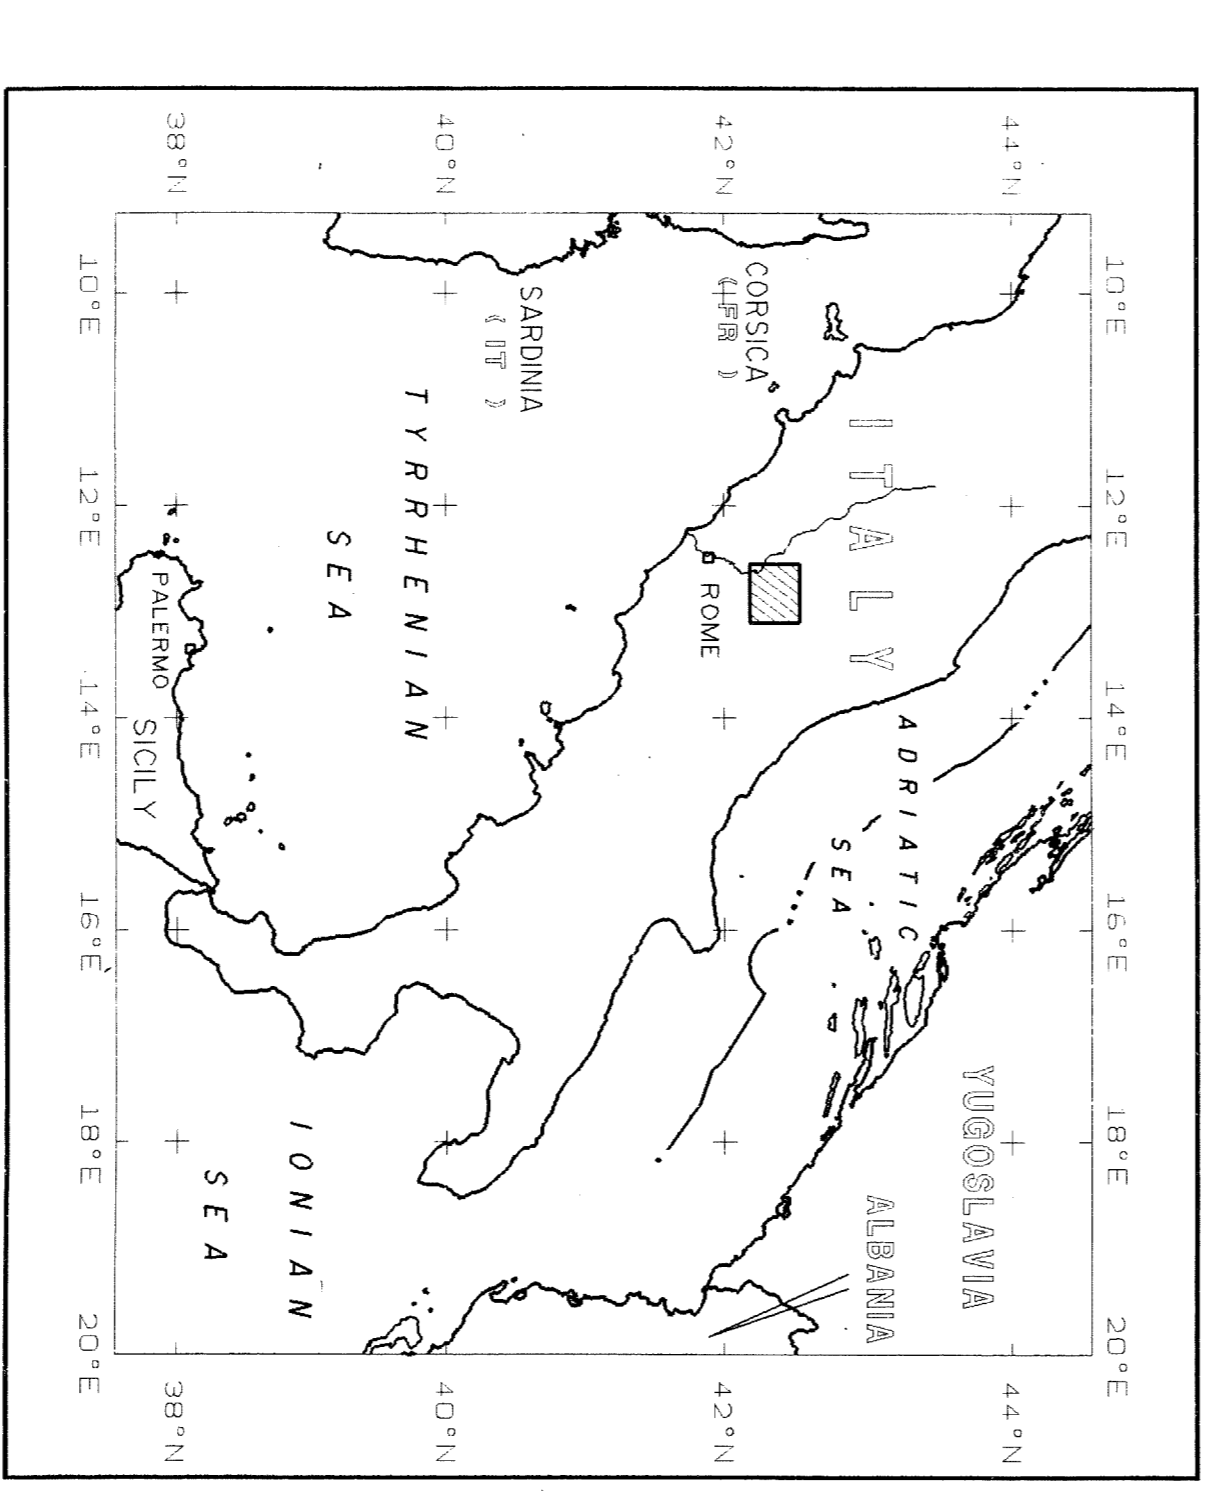 10°E
12°E
14°E
16°E
18°E
20°E
44°N
44°N
YUGOSLAVIA
ITALY
ADRIATIC
SEA
ALBANIA
CORSICA
(FR)
42°N
42°N
ROME
SARDINIA
(IT)
40°N
40°N
TYRRHENIAN
SEA
IONIAN
SEA
PALERMO
SICILY
38°N
38°N
10°E
12°E
14°E
16°E
18°E
20°E